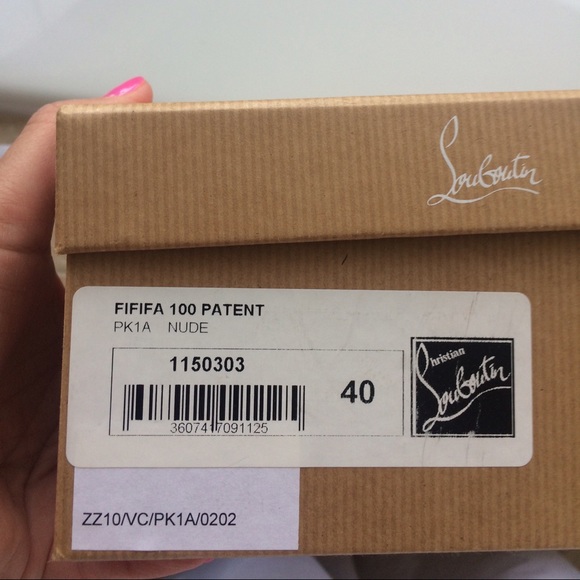 Louboutin
FIFIFA 100 PATENT
PK1A NUDE
1150303
40
3607417091125
Christian
Louboutin
ZZ10/VC/PK1A/0202